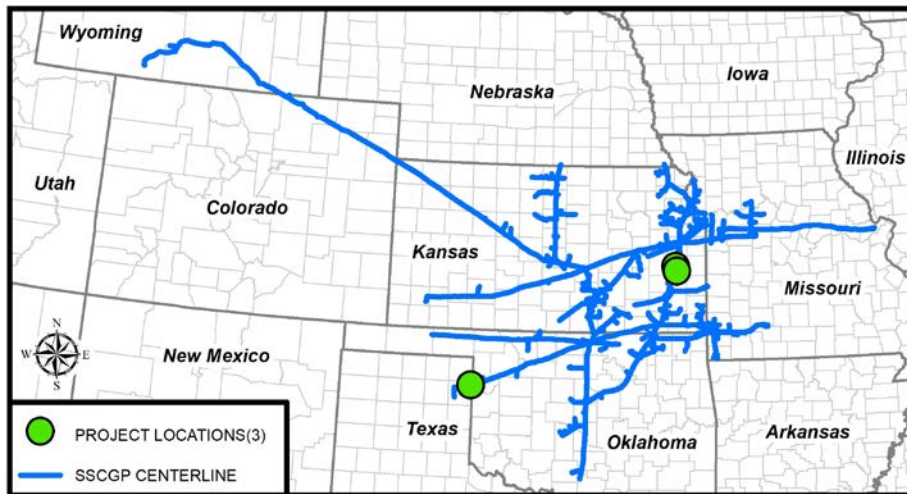 Wyoming
Nebraska
Iowa
Illinois
Utah
Colorado
Kansas
Missouri
N
W E
S
New Mexico
Texas
Oklahoma
Arkansas
PROJECT LOCATIONS(3)
SSCGP CENTERLINE